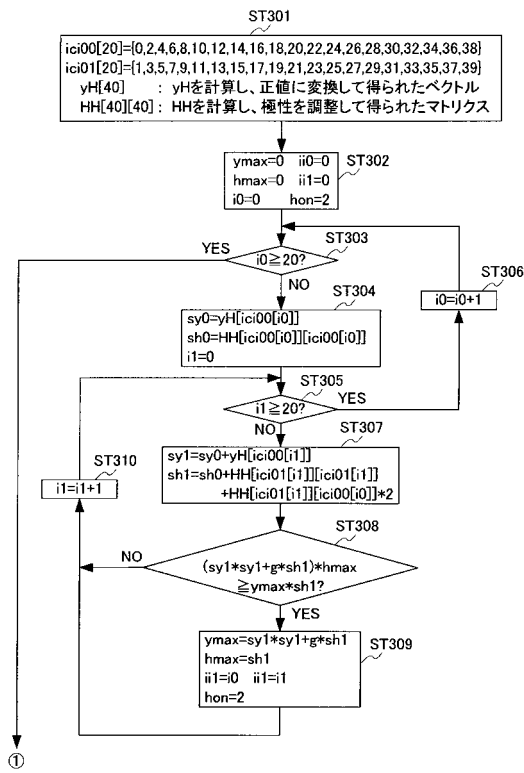 ST301
ici00[20]={0,2,4,6,8,10,12,14,16,18,20,22,24,26,28,30,32,34,36,38}
ici01[20]={1,3,5,7,9,11,13,15,17,19,21,23,25,27,29,31,33,35,37,39}
yH[40] : yHを計算し、正値に変換して得られたベクトル
HH[40][40] : HHを計算し、極性を調整して得られたマトリクス
ST302
ymax=0 ii0=0
hmax=0 ii1=0
i0=0 hon=2
ST303
YES
i0≧20?
NO
ST306
i0=i0+1
ST304
sy0=yH[ici00[i0]]
sh0=HH[ici00[i0]][ici00[i0]]
i1=0
ST305
i1≧20?
YES
NO
ST307
sy1=sy0+yH[ici00[i1]]
sh1=sh0+HH[ici01[i1]][ici01[i1]]
+HH[ici01[i1]][ici00[i0]]*2
ST310
i1=i1+1
ST308
NO
(sy1*sy1+g*sh1)*hmax
≧ymax*sh1?
YES
ST309
ymax=sy1*sy1+g*sh1
hmax=sh1
ii1=i0 ii1=i1
hon=2
①